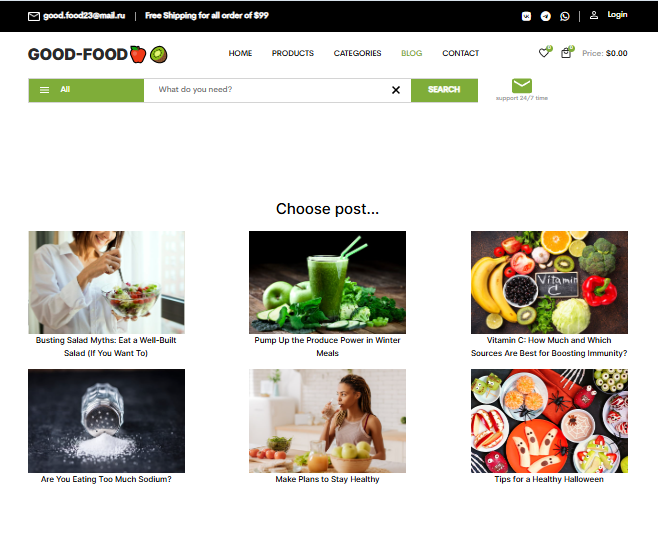 good.food23@mail.ru
Free Shipping for all order of $99
Login
GOOD-FOOD
HOME
PRODUCTS
CATEGORIES
BLOG
CONTACT
Price: $0.00
All
What do you need?
SEARCH
support 24/7 time
Choose post...
Busting Salad Myths: Eat a Well-Built
Salad (If You Want To)
Pump Up the Produce Power in Winter
Meals
Vitamin
C
Vitamin C: How Much and Which
Sources Are Best for Boosting Immunity?
Are You Eating Too Much Sodium?
Make Plans to Stay Healthy
Tips for a Healthy Halloween